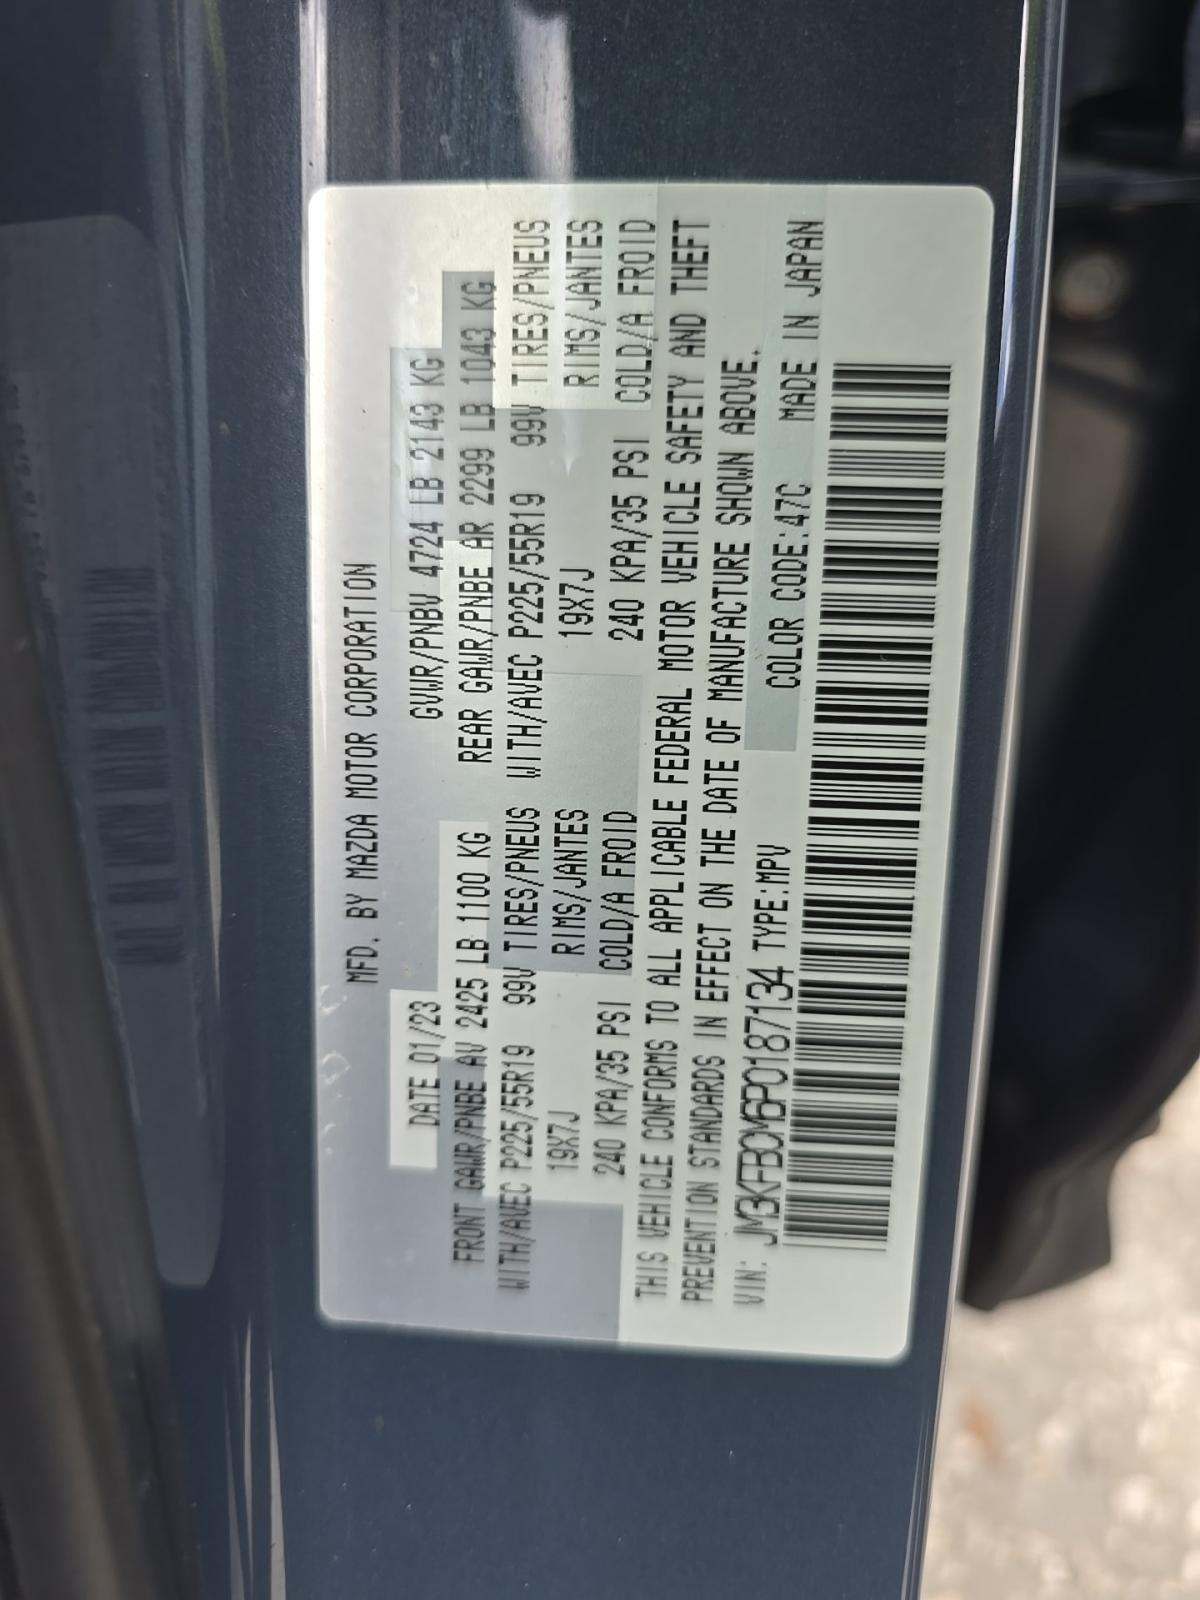 MFD. BY MAZDA MOTOR CORPORATION
DATE 01/23 GVWR/PNBV 4724 LB 2143 KG
FRONT GAWR/PNBE AV 2425 LB 1100 KG REAR GAWR/PNBE AR 2299 LB 1043 KG
WITH/AVEC P225/55R19 99V TIRES/PNEUS WITH/AVEC P225/55R19 99V TIRES/PNEUS
19X7J RIMS/JANTES 19X7J RIMS/JANTES
240 KPA/35 PSI COLD/A FROID 240 KPA/35 PSI COLD/A FROID
THIS VEHICLE CONFORMS TO ALL APPLICABLE FEDERAL MOTOR VEHICLE SAFETY AND THEFT
PREVENTION STANDARDS IN EFFECT ON THE DATE OF MANUFACTURE SHOWN ABOVE.
VIN: JM3KFBCM6P0187134 TYPE:MPV COLOR CODE:47C MADE IN JAPAN